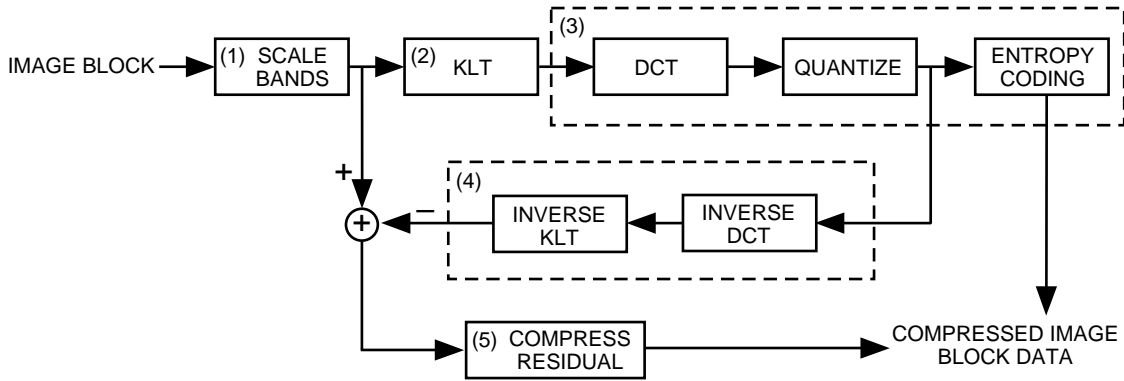 (3)
IMAGE BLOCK
(1) SCALE
BANDS
(2) KLT
DCT
QUANTIZE
ENTROPY
CODING
+
(4)
+
–
INVERSE
KLT
INVERSE
DCT
(5) COMPRESS
RESIDUAL
COMPRESSED IMAGE
BLOCK DATA